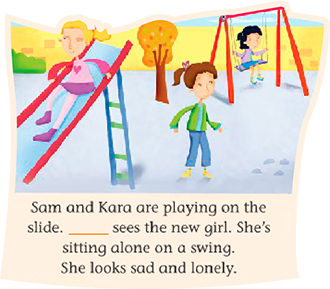 Sam and Kara are playing on the
slide. _____ sees the new girl. She's
sitting alone on a swing.
She looks sad and lonely.